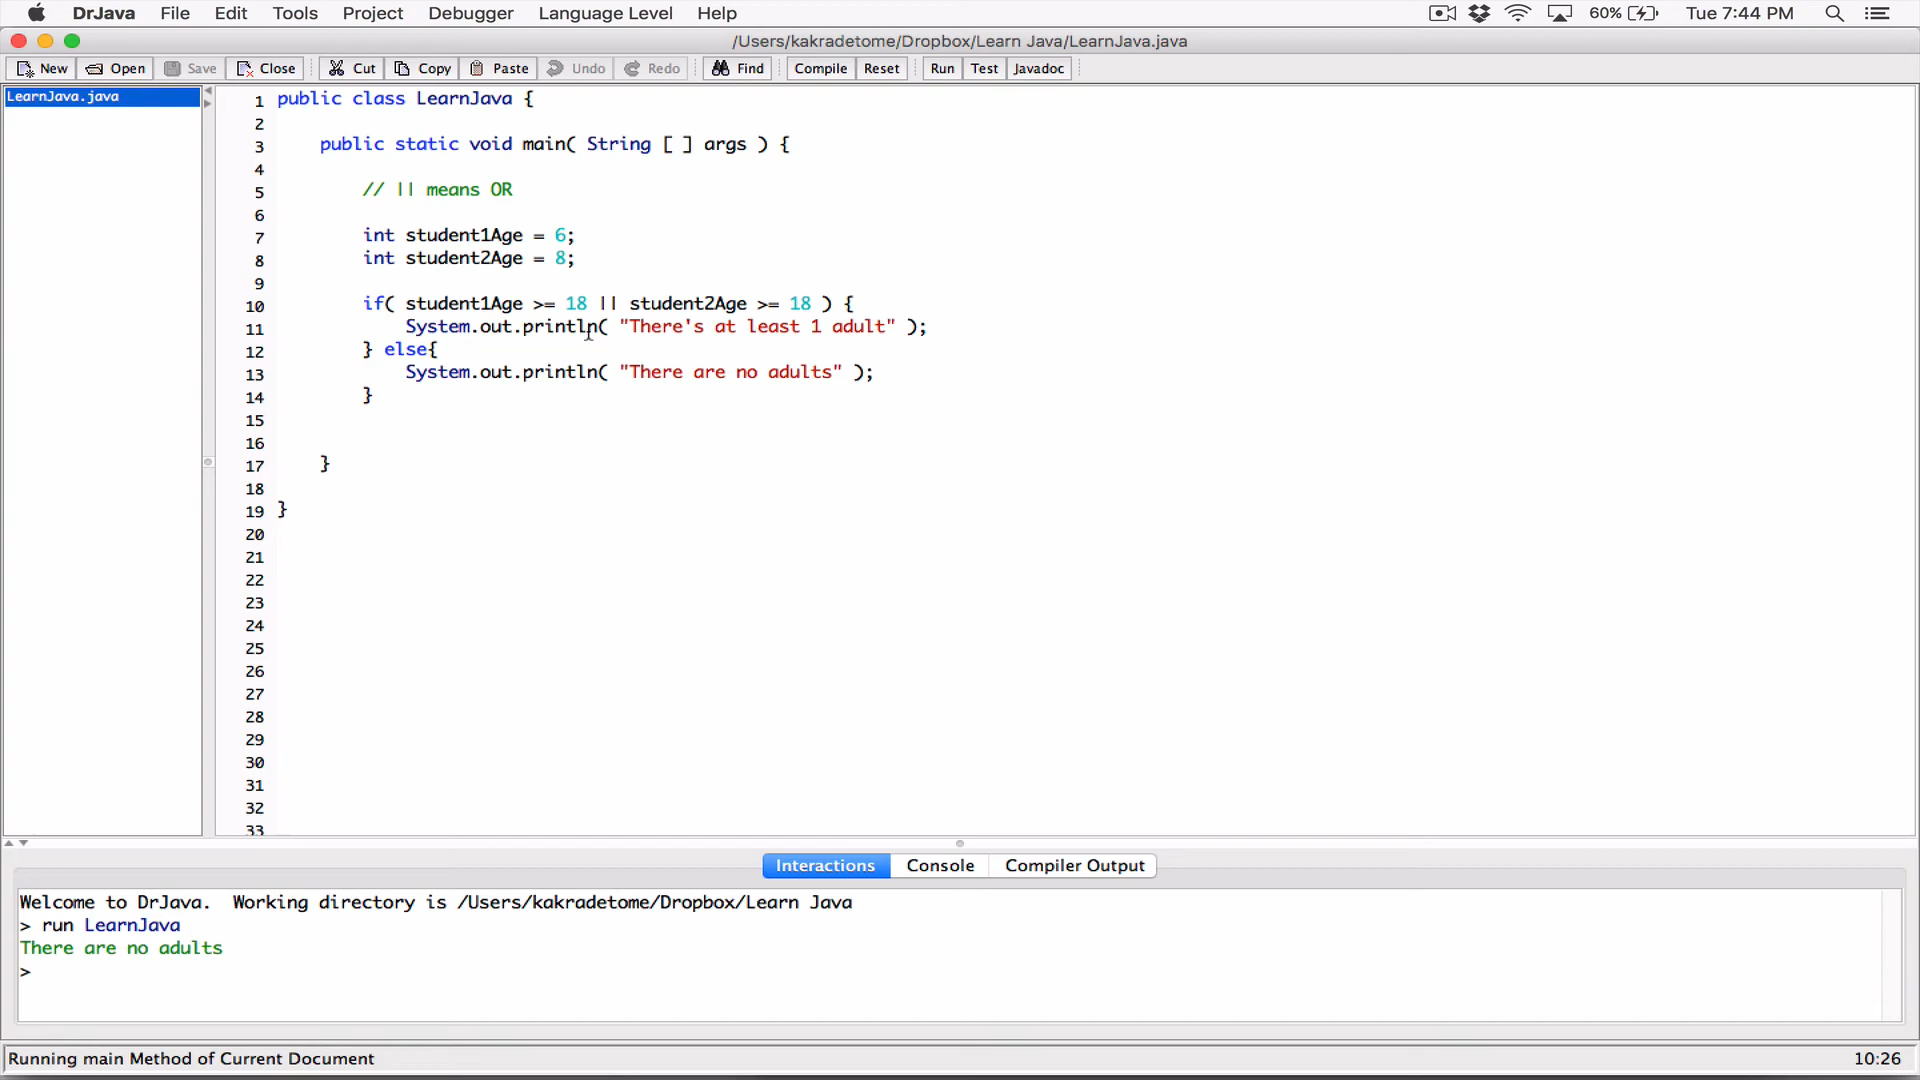 DrJava File Edit Tools Project Debugger Language Level Help 60% Tue 7:44 PM
/Users/kakradetome/Dropbox/Learn Java/LearnJava.java
New Open Save Close Cut Copy Paste Undo Redo Find Compile Reset Run Test Javadoc
LearnJava.java
1 public class LearnJava {
2
3 public static void main( String [ ] args ) {
4
5 // || means OR
6
7 int student1Age = 6;
8 int student2Age = 8;
9
10 if( student1Age >= 18 || student2Age >= 18 ) {
11 System.out.println( "There's at least 1 adult" );
12 } else{
13 System.out.println( "There are no adults" );
14 }
15
16
17 }
18
19 }
20
21
22
23
24
25
26
27
28
29
30
31
32
33
Interactions Console Compiler Output
Welcome to DrJava. Working directory is /Users/kakradetome/Dropbox/Learn Java
> run LearnJava
There are no adults
>
Running main Method of Current Document 10:26